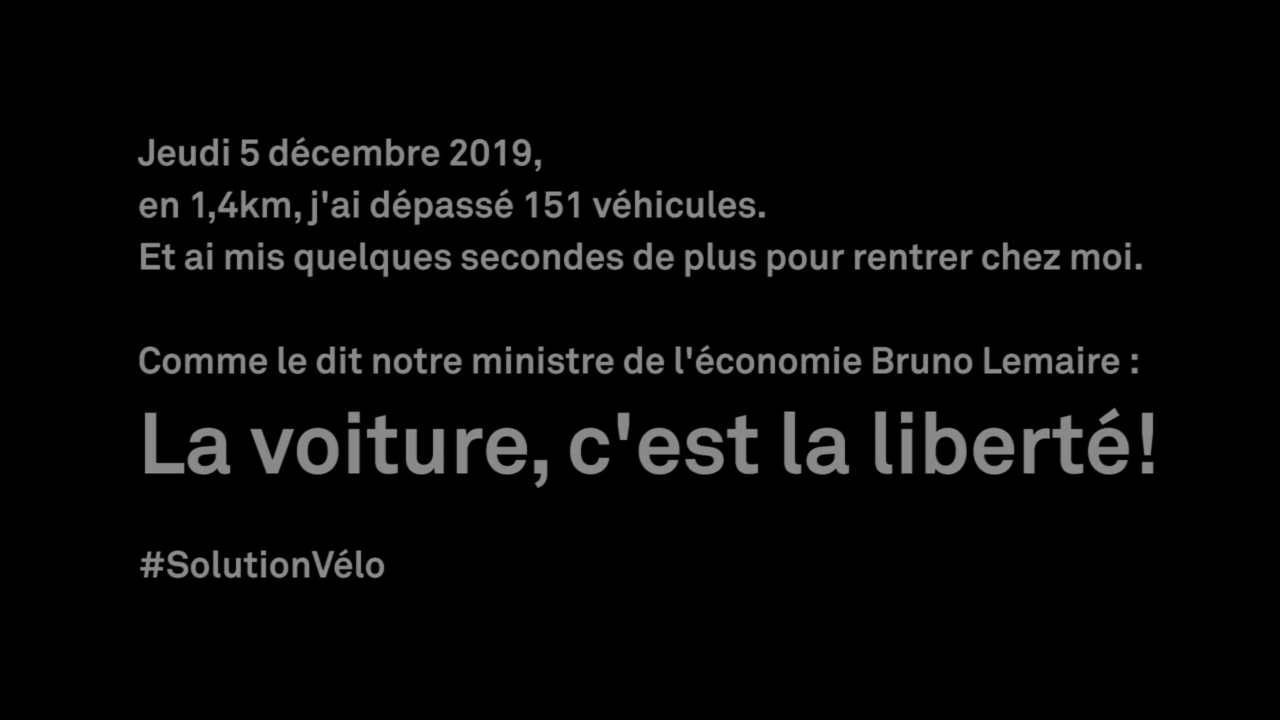 Jeudi 5 décembre 2019,
en 1,4km, j'ai dépassé 151 véhicules.
Et ai mis quelques secondes de plus pour rentrer chez moi.
Comme le dit notre ministre de l'économie Bruno Lemaire :
La voiture, c'est la liberté!
#SolutionVélo